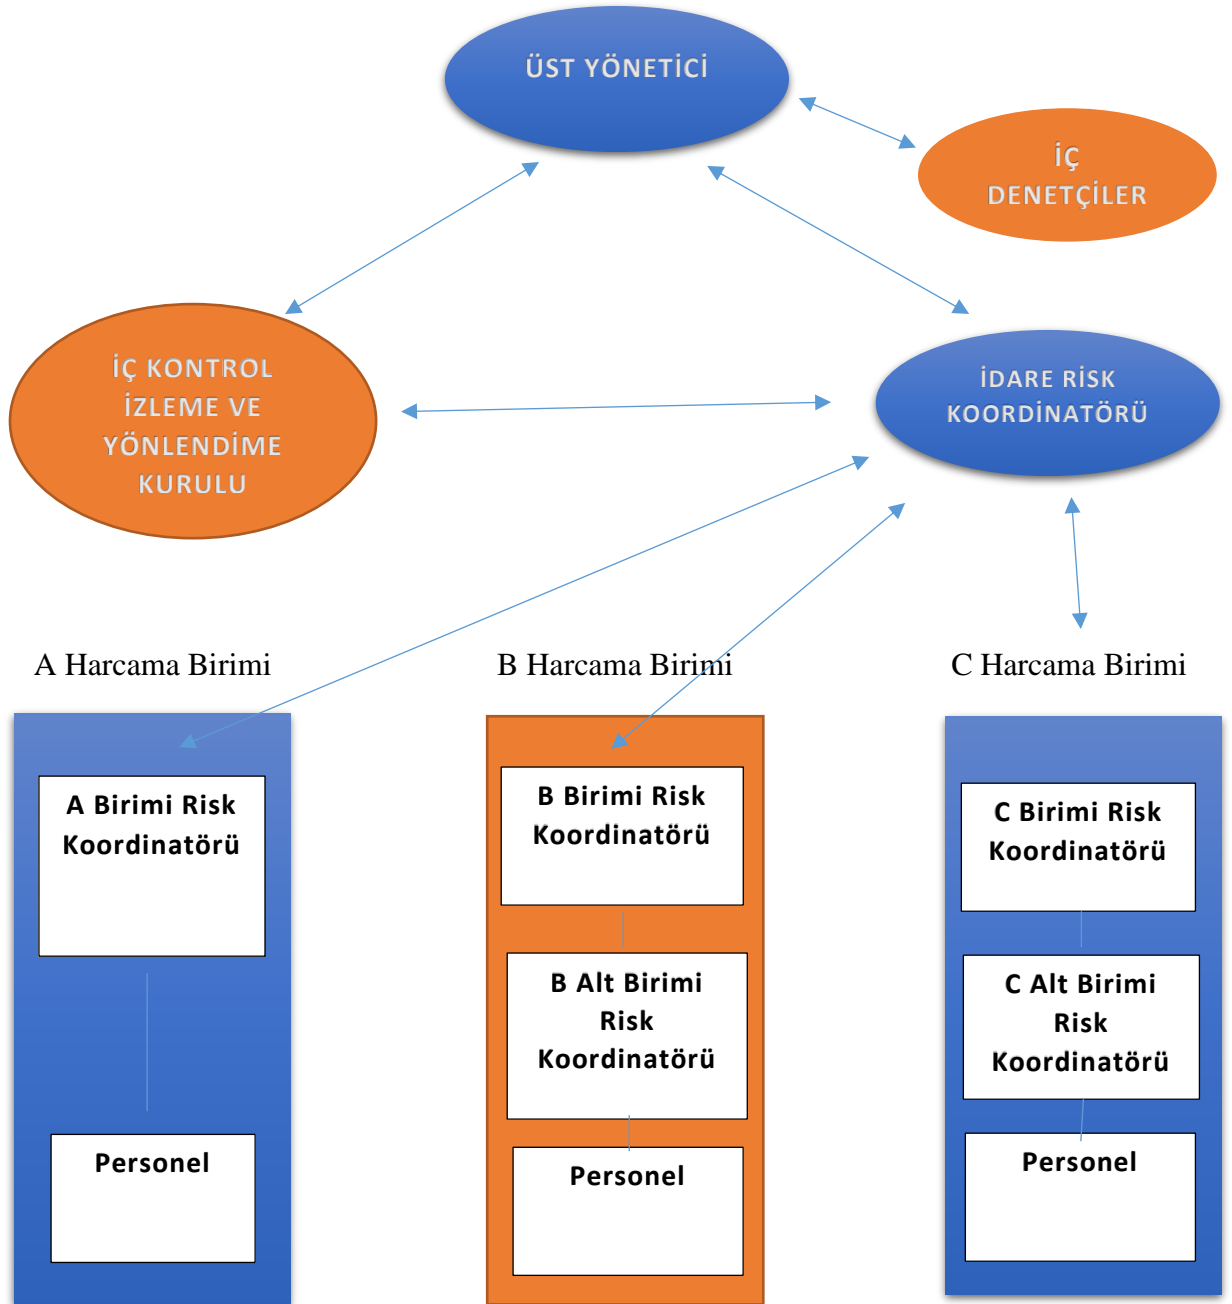 ÜST YÖNETİCİ
İÇ
DENETÇİLER
İÇ KONTROL
İZLEME VE
YÖNLENDİME
KURULU
İDARE RİSK
KOORDİNATÖRÜ
A Harcama Birimi
B Harcama Birimi
C Harcama Birimi
A Birimi Risk
Koordinatörü
Personel
B Birimi Risk
Koordinatörü
B Alt Birimi
Risk
Koordinatörü
Personel
C Birimi Risk
Koordinatörü
C Alt Birimi
Risk
Koordinatörü
Personel